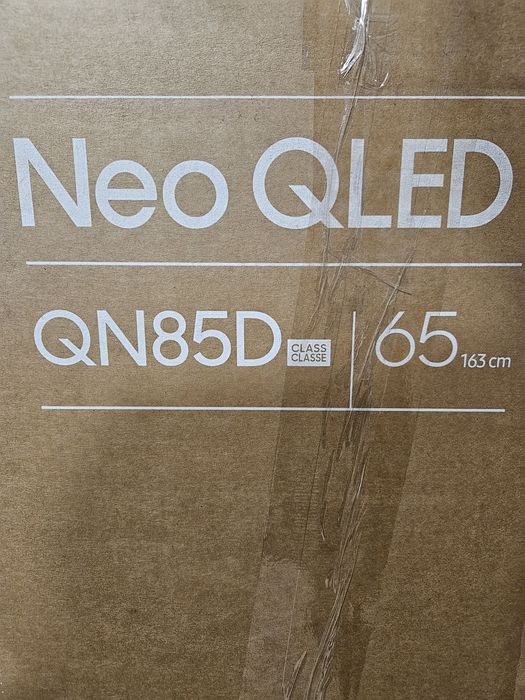 Neo QLED
QN85D CLASS CLASSE | 65 163 cm